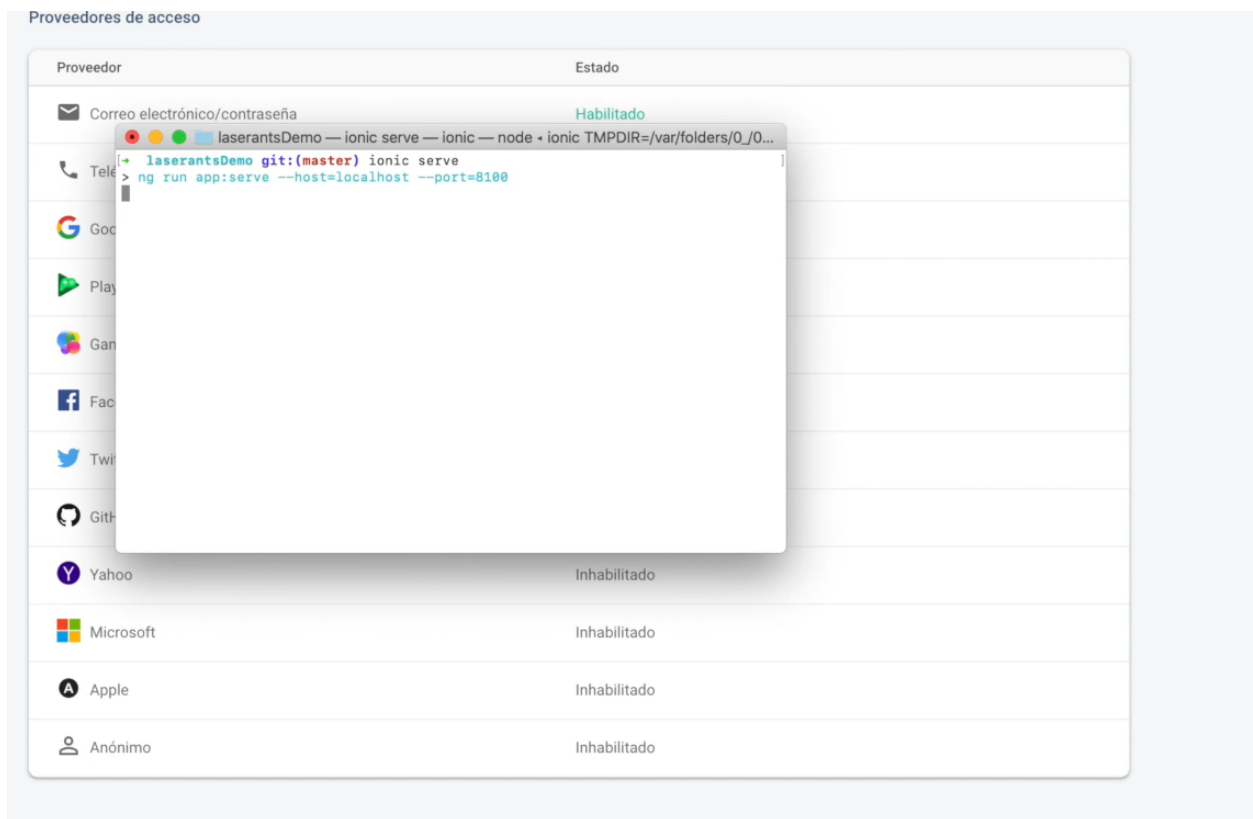 Proveedores de acceso
Proveedor Estado
Correo electrónico/contraseña Habilitado
laserantsDemo — ionic serve — ionic — node ◂ ionic TMPDIR=/var/folders/0_/0...
[➜ laserantsDemo git:(master) ionic serve ]
> ng run app:serve --host=localhost --port=8100
Yahoo Inhabilitado
Microsoft Inhabilitado
Apple Inhabilitado
Anónimo Inhabilitado